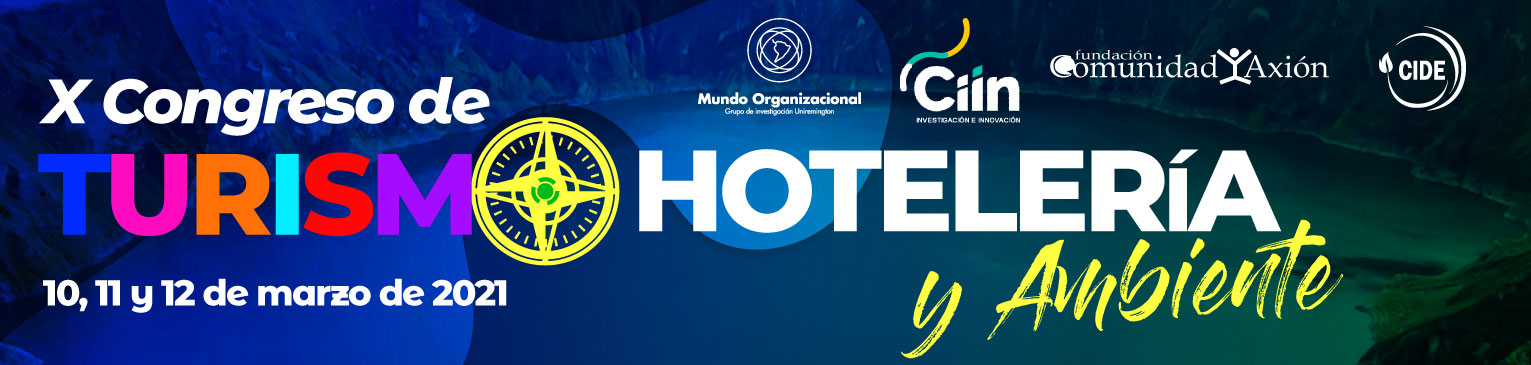 X Congreso de
TURISMO HOTELERíA
y Ambiente
10, 11 y 12 de marzo de 2021
Mundo Organizacional
Grupo de investigación Uniremington
Ciin
INVESTIGACIÓN E INNOVACIÓN
fundación
Comunidad Axión
CIDE